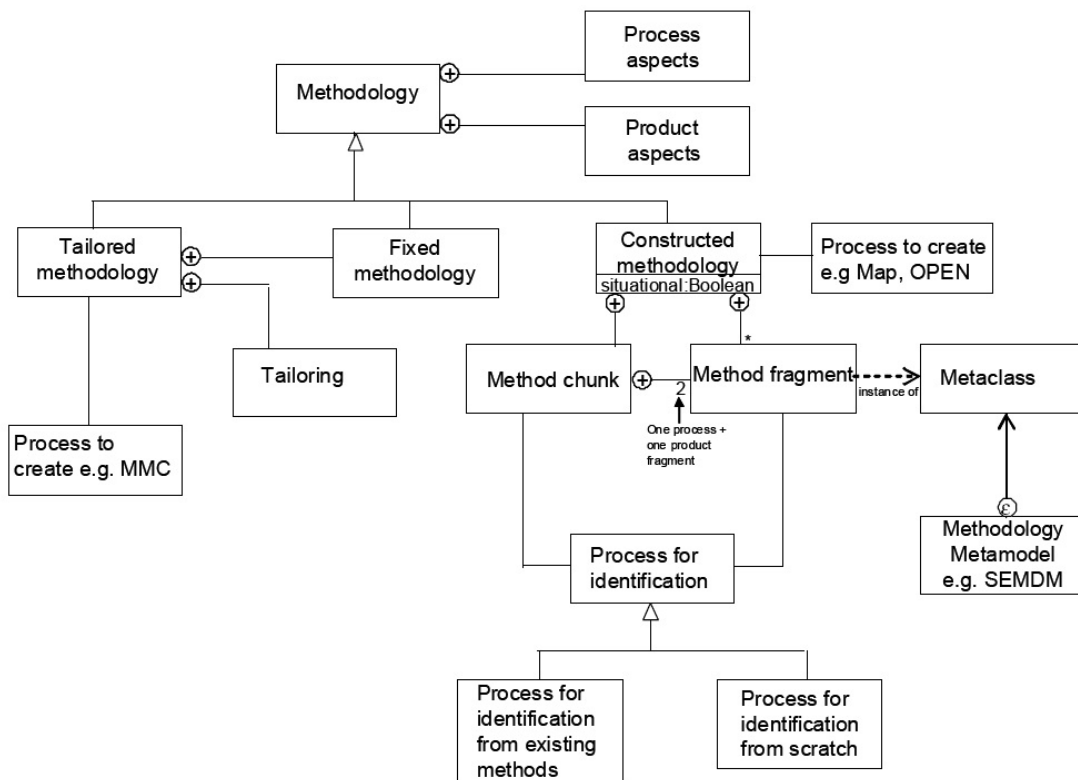 Process
aspects
Methodology
Product
aspects
Tailored
methodology
Fixed
methodology
Constructed
methodology
situational:Boolean
Process to create
e.g Map, OPEN
Tailoring
Method chunk
2
One process +
one product
fragment
*
Method fragment
instance of
Metaclass
Process to
create e.g. MMC
Process for
identification
ε
Methodology
Metamodel
e.g. SEMDM
Process for
identification
from existing
methods
Process for
identification
from scratch